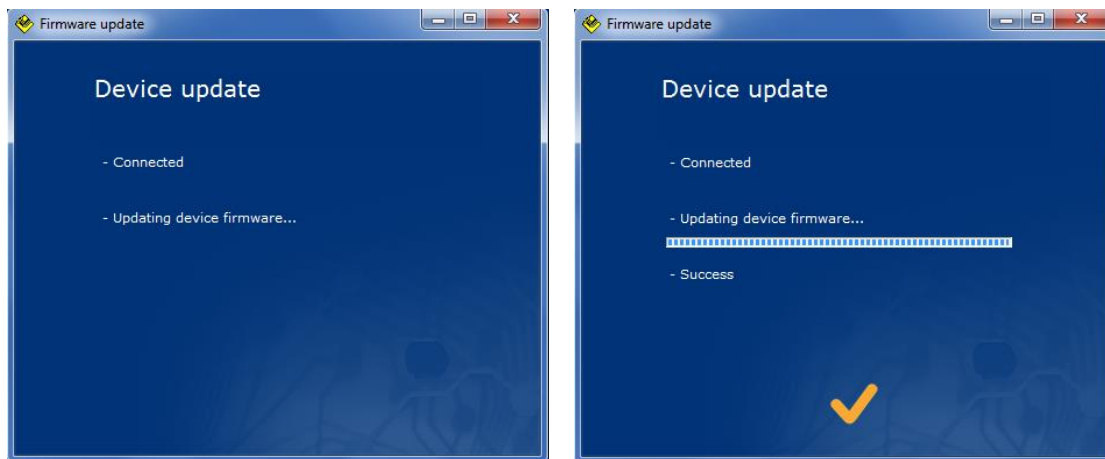 Firmware update
Device update
- Connected
- Updating device firmware...
Firmware update
Device update
- Connected
- Updating device firmware...
- Success